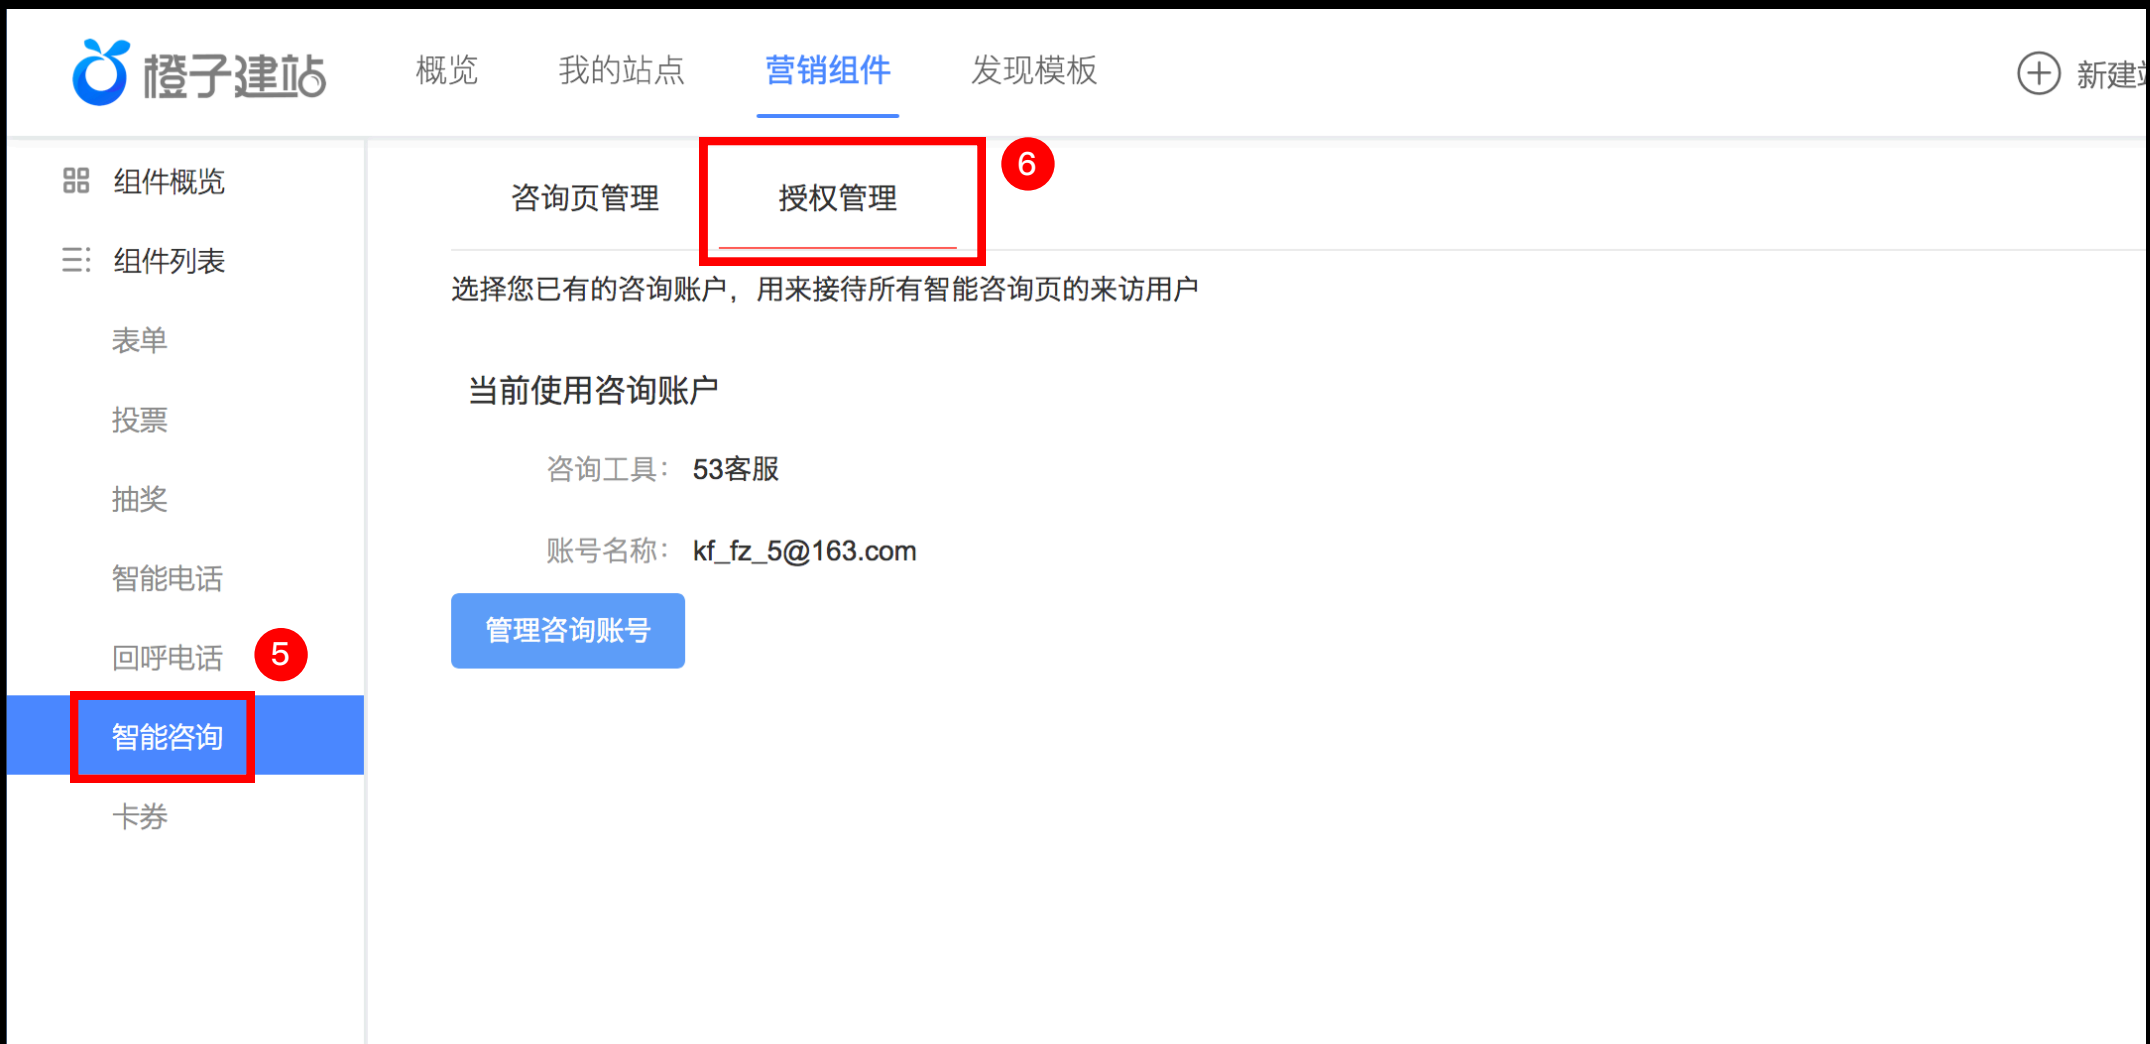 橙子建站 概览 我的站点 营销组件 发现模板 新建
组件概览
咨询页管理 授权管理 6
组件列表
选择您已有的咨询账户，用来接待所有智能咨询页的来访用户
表单
当前使用咨询账户
投票
咨询工具： 53客服
抽奖
账号名称： kf_fz_5@163.com
智能电话
管理咨询账号
回呼电话 5
智能咨询
卡券